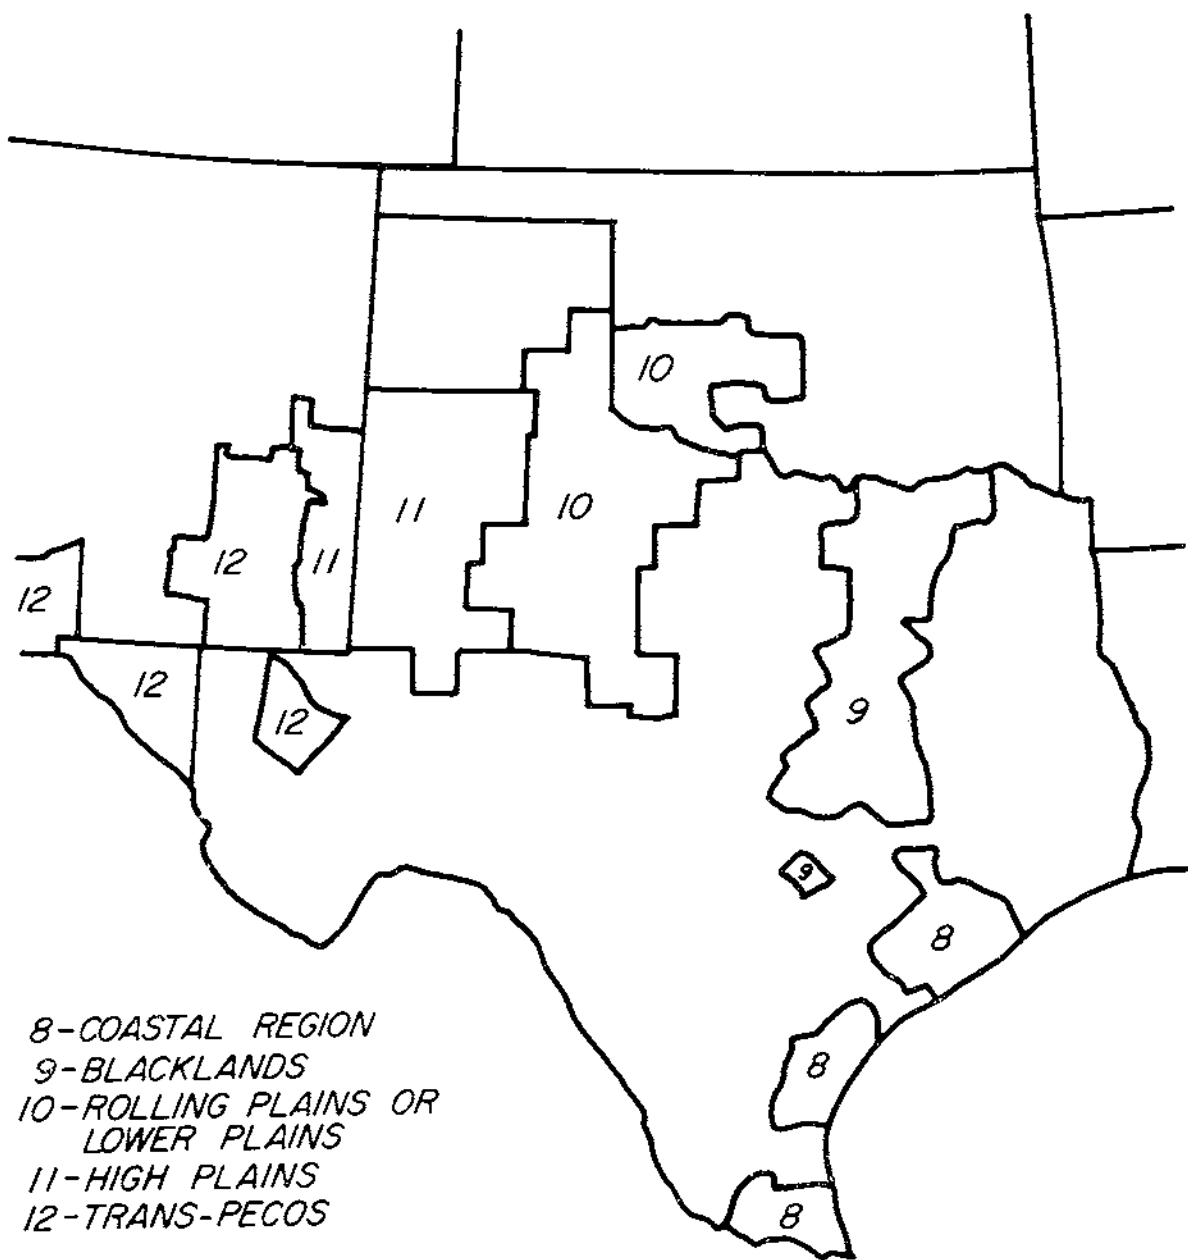 10
10
11
12
11
12
12
12
9
9
8
8
8
8-COASTAL REGION
9-BLACKLANDS
10-ROLLING PLAINS OR
LOWER PLAINS
11-HIGH PLAINS
12-TRANS-PECOS